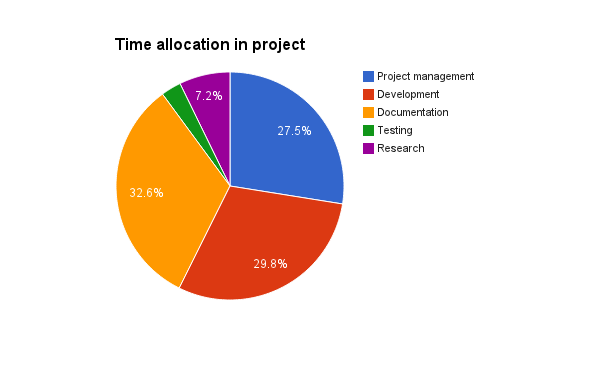 Time allocation in project
Project management
Development
Documentation
Testing
Research
7.2%
27.5%
32.6%
29.8%